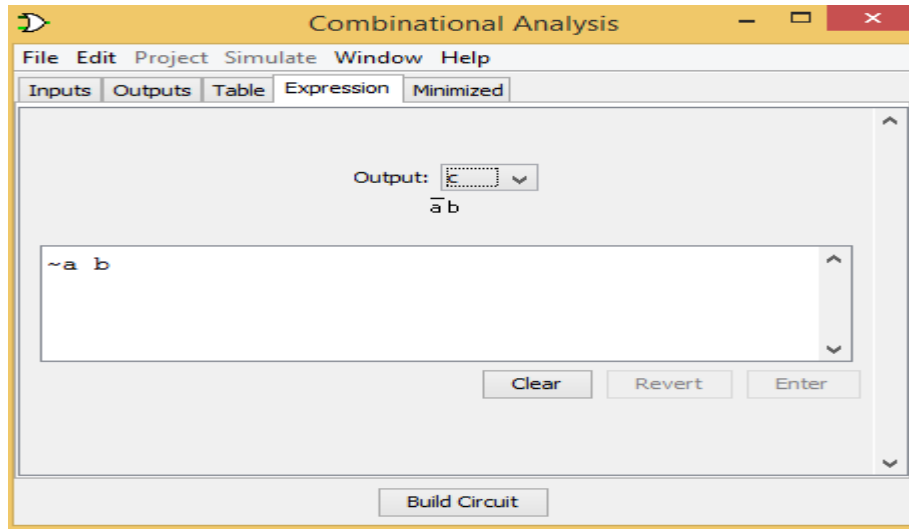 Combinational Analysis
File Edit Project Simulate Window Help
Inputs Outputs Table Expression Minimized
Output: c
a̅ b
~a b
Clear Revert Enter
Build Circuit